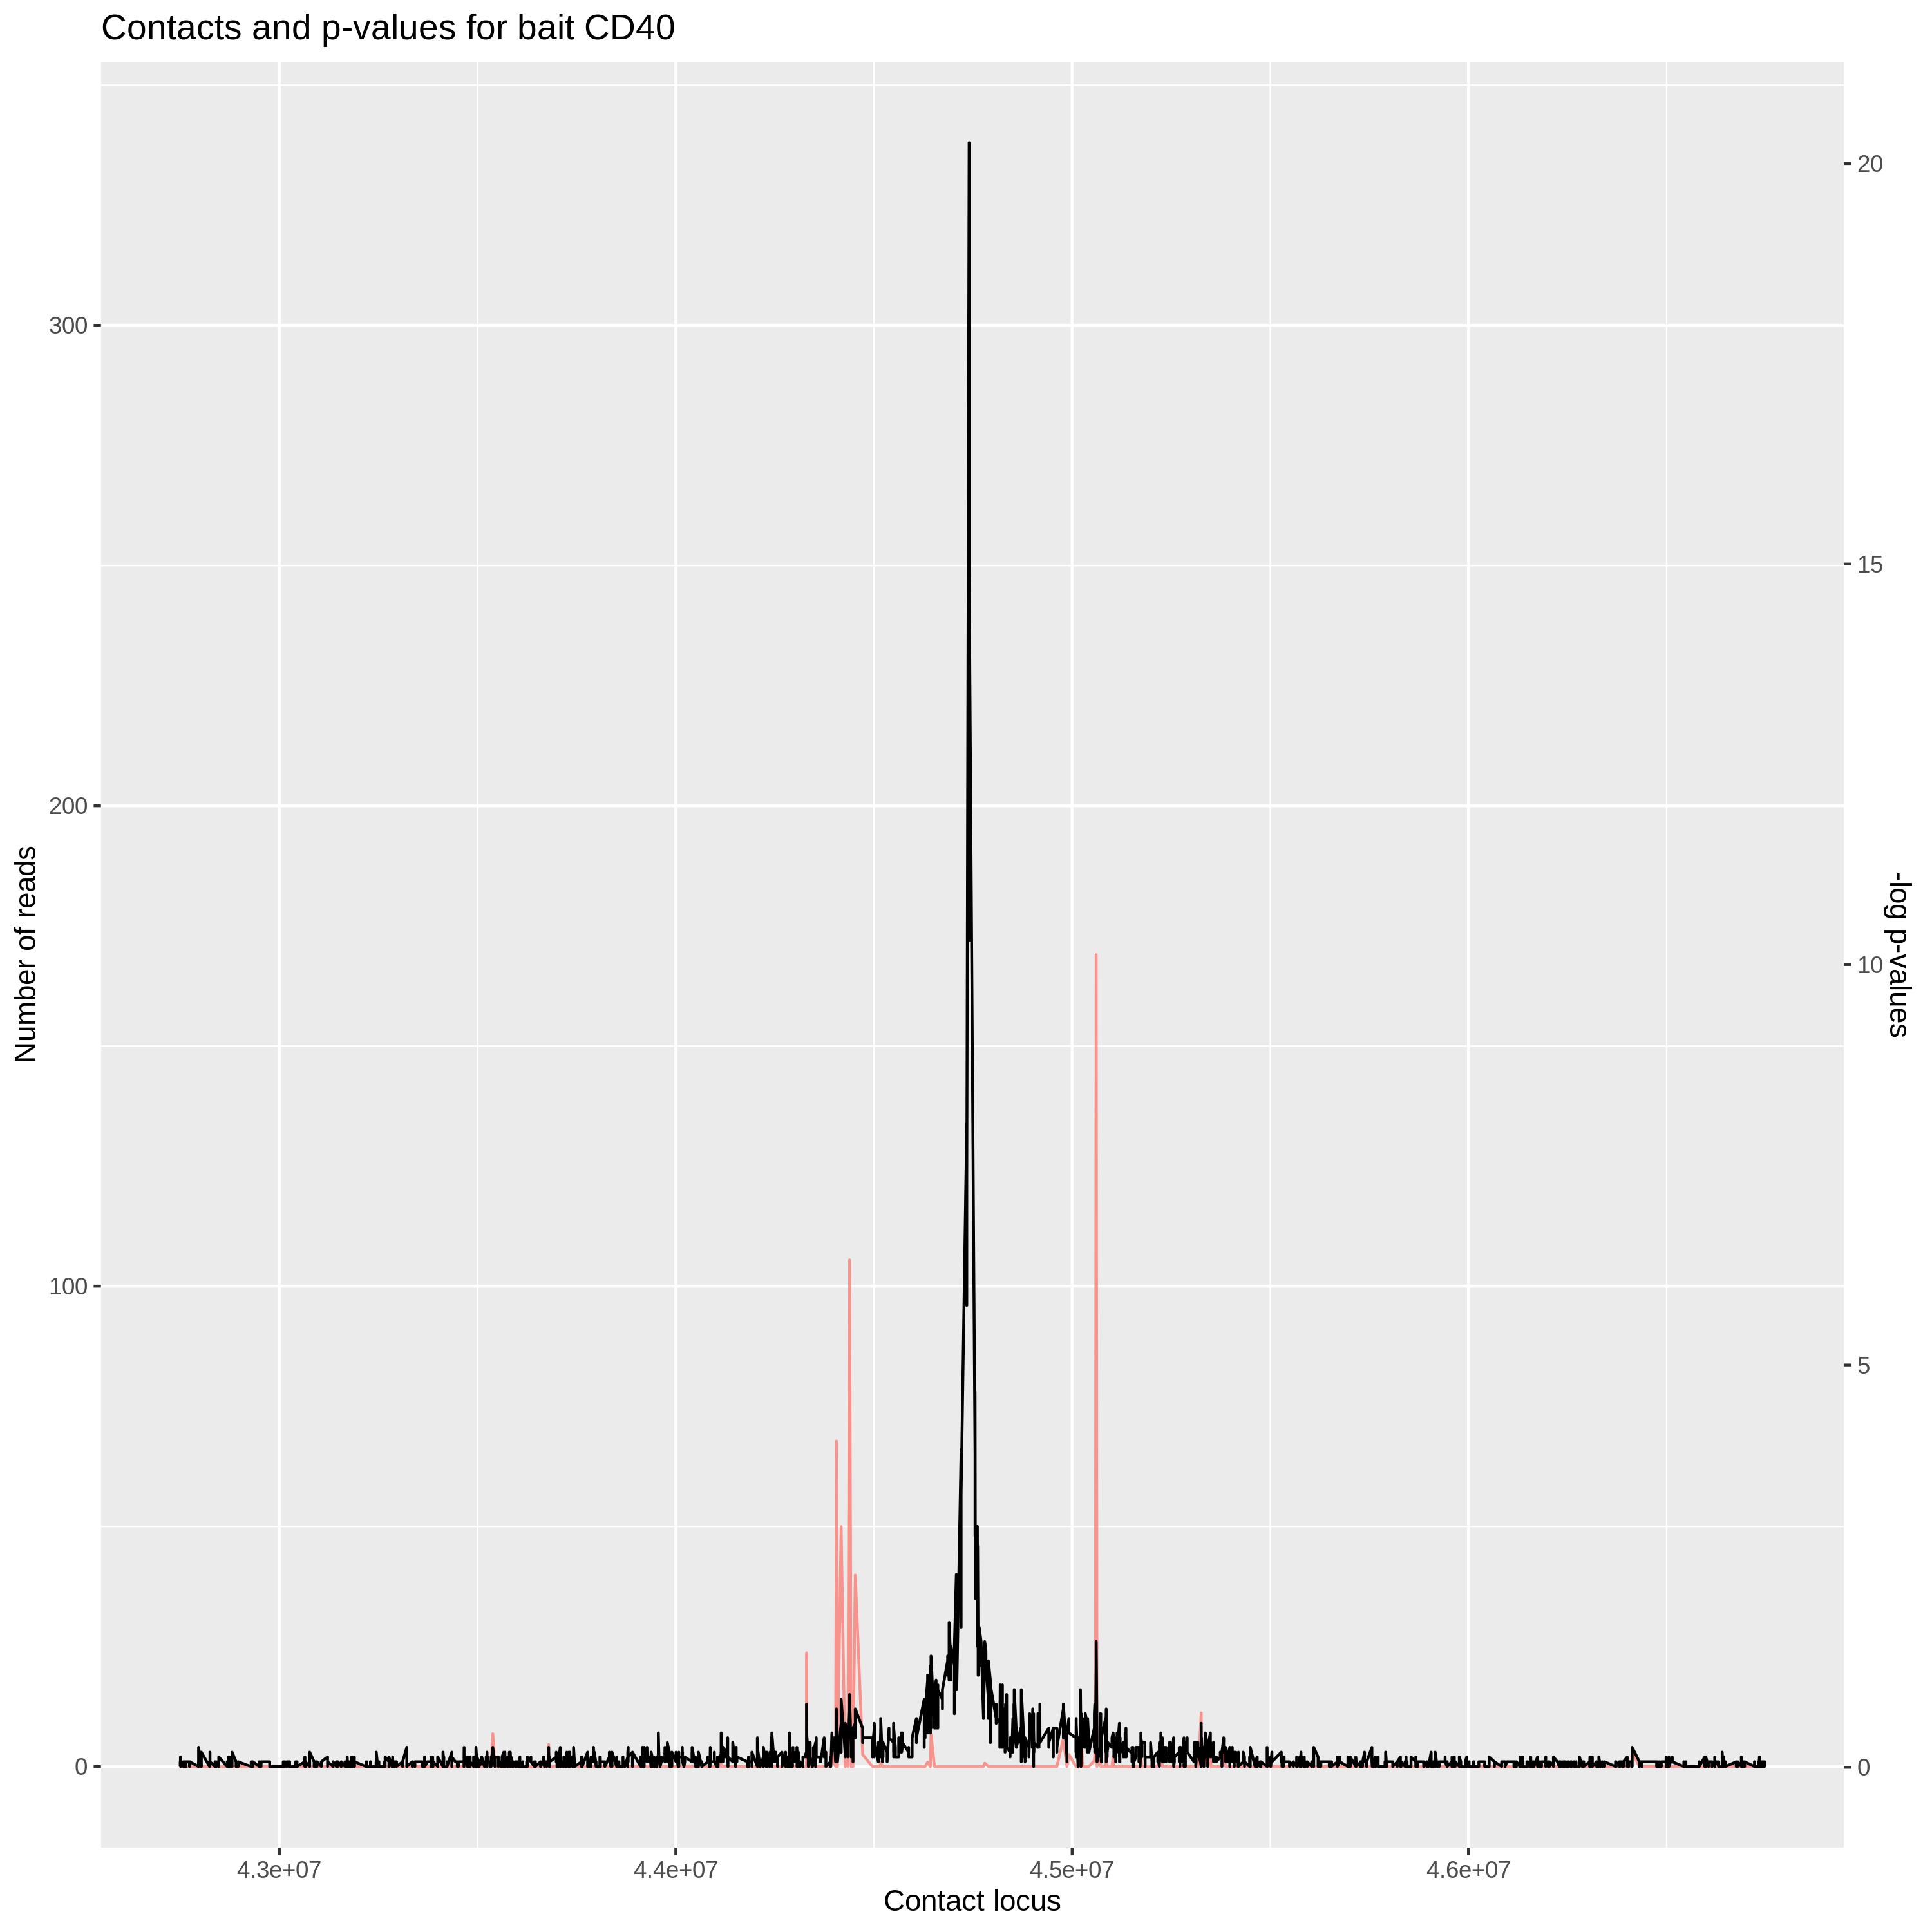 Contacts and p-values for bait CD40
300
200
100
0
20
15
10
5
0
Number of reads
-log p-values
4.3e+07
4.4e+07
4.5e+07
4.6e+07
Contact locus